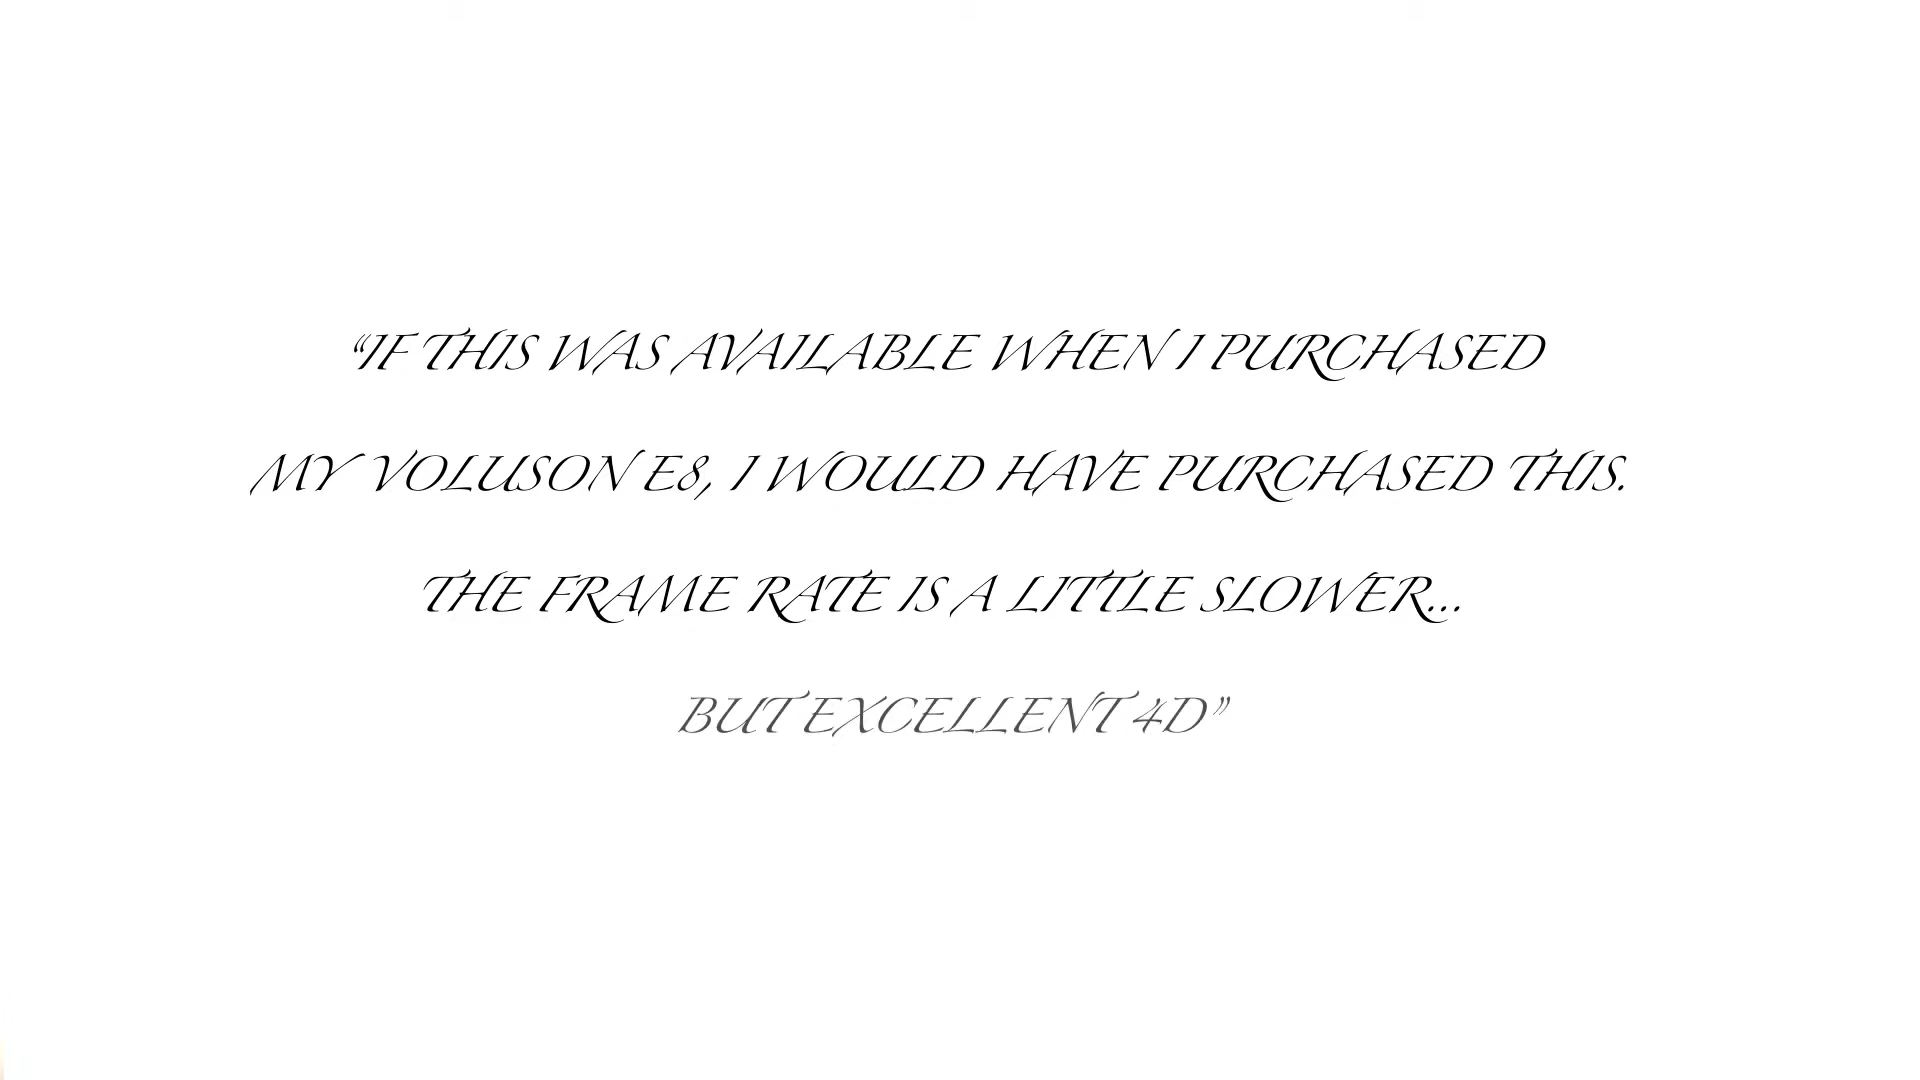 “IF THIS WAS AVAILABLE WHEN I PURCHASED
MY VOLUSON E8, I WOULD HAVE PURCHASED THIS.
THE FRAME RATE IS A LITTLE SLOWER...
BUT EXCELLENT 4D”